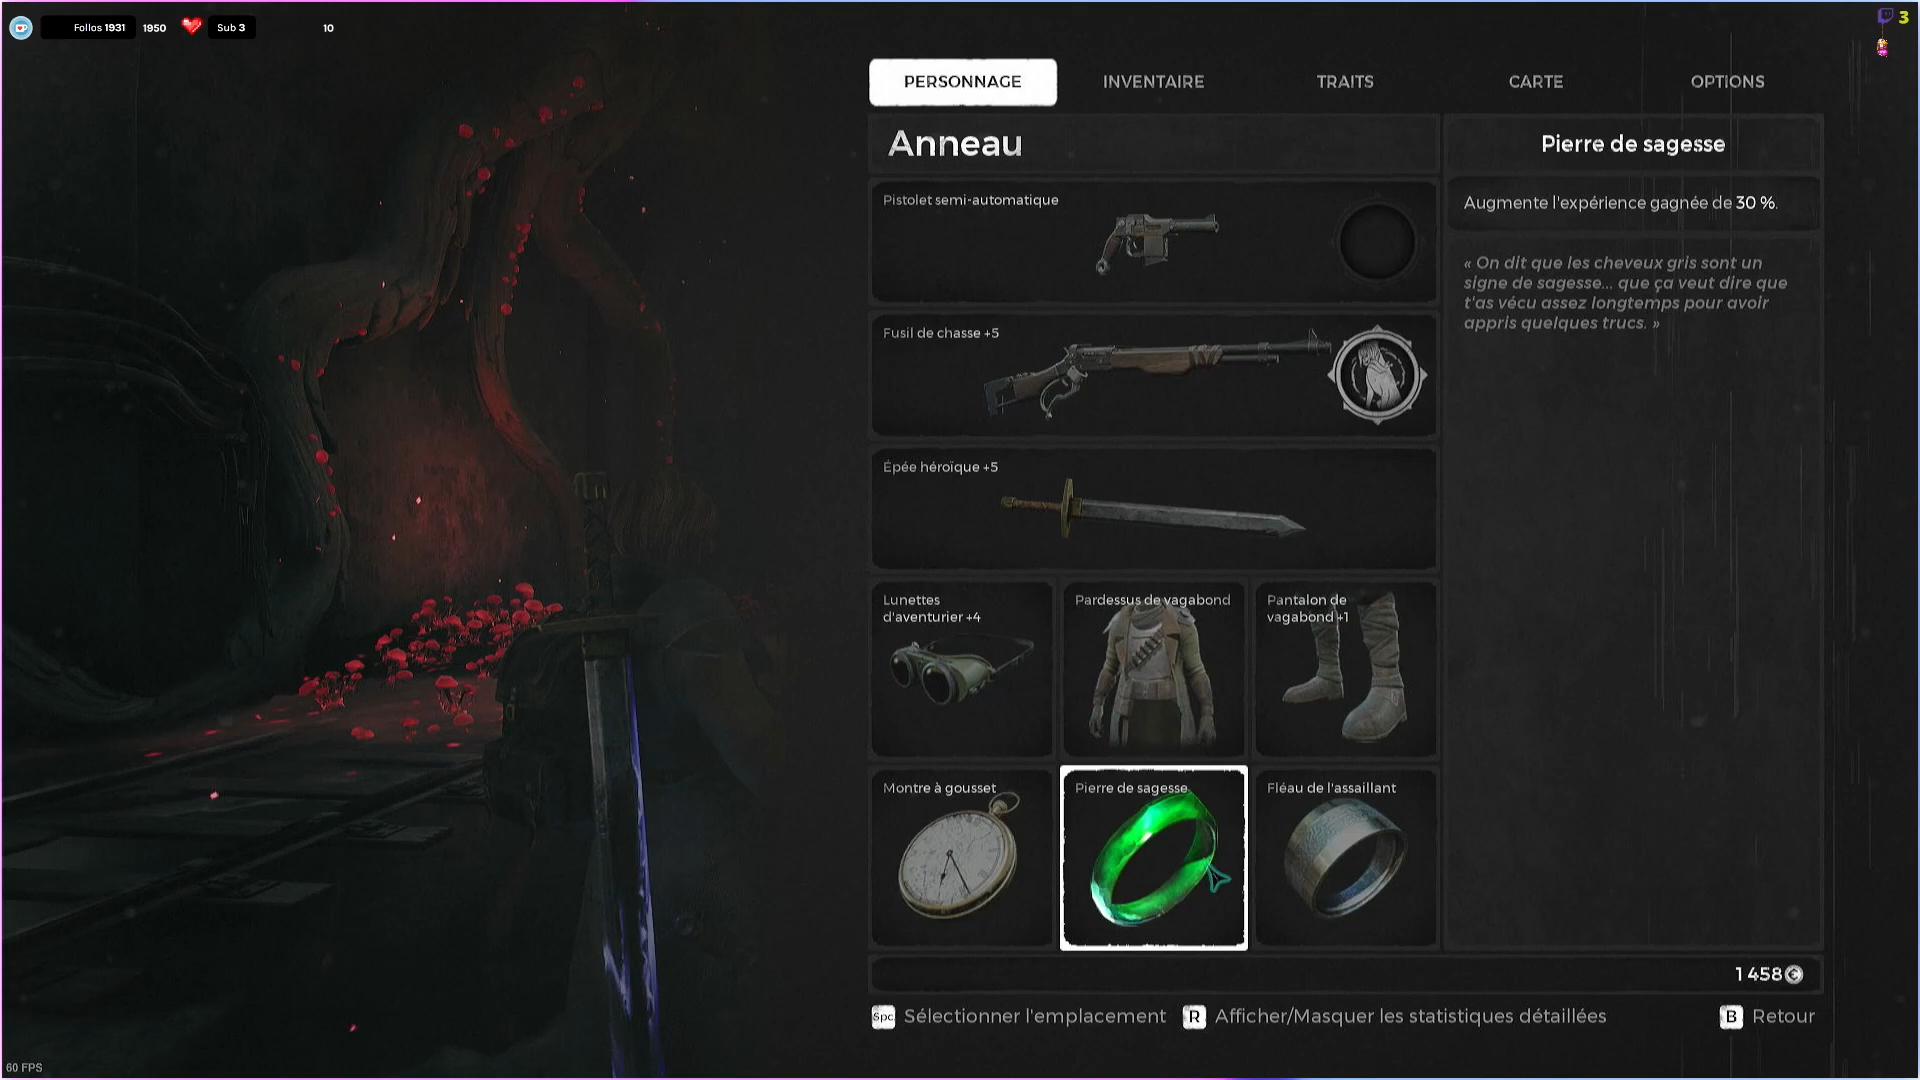 Follos 1931 1950 Sub 3 10
3
PERSONNAGE INVENTAIRE TRAITS CARTE OPTIONS
Anneau
Pistolet semi-automatique
Fusil de chasse +5
Épée héroïque +5
Lunettes
d'aventurier +4
Pardessus de vagabond
Pantalon de
vagabond +1
Montre à gousset
Pierre de sagesse
Fléau de l'assaillant
Pierre de sagesse
Augmente l'expérience gagnée de 30 %.
« On dit que les cheveux gris sont un
signe de sagesse... que ça veut dire que
t'as vécu assez longtemps pour avoir
appris quelques trucs. »
1 458
Spc. Sélectionner l'emplacement R Afficher/Masquer les statistiques détaillées B Retour
60 FPS